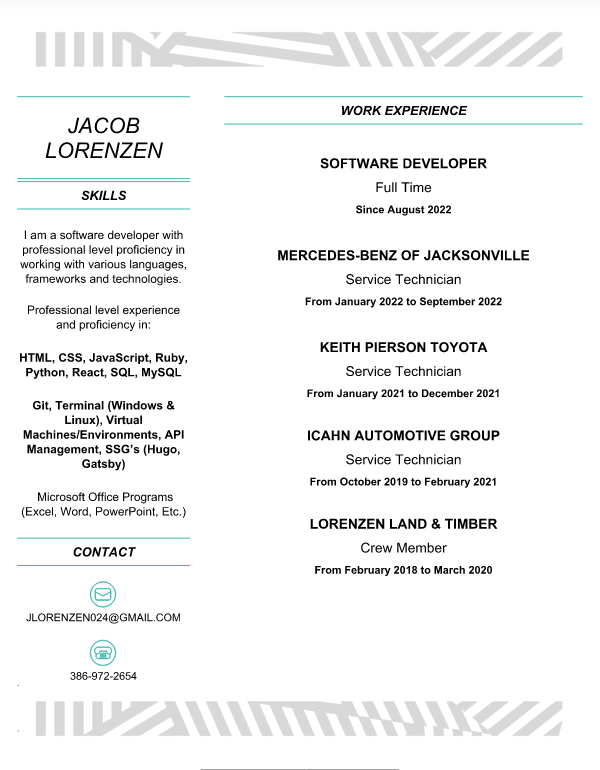 JACOB
LORENZEN
SKILLS
I am a software developer with
professional level proficiency in
working with various languages,
frameworks and technologies.
Professional level experience
and proficiency in:
HTML, CSS, JavaScript, Ruby,
Python, React, SQL, MySQL
Git, Terminal (Windows &
Linux), Virtual
Machines/Environments, API
Management, SSG's (Hugo,
Gatsby)
Microsoft Office Programs
(Excel, Word, PowerPoint, Etc.)
CONTACT
JLORENZEN024@GMAIL.COM
386-972-2654
WORK EXPERIENCE
SOFTWARE DEVELOPER
Full Time
Since August 2022
MERCEDES-BENZ OF JACKSONVILLE
Service Technician
From January 2022 to September 2022
KEITH PIERSON TOYOTA
Service Technician
From January 2021 to December 2021
ICAHN AUTOMOTIVE GROUP
Service Technician
From October 2019 to February 2021
LORENZEN LAND & TIMBER
Crew Member
From February 2018 to March 2020